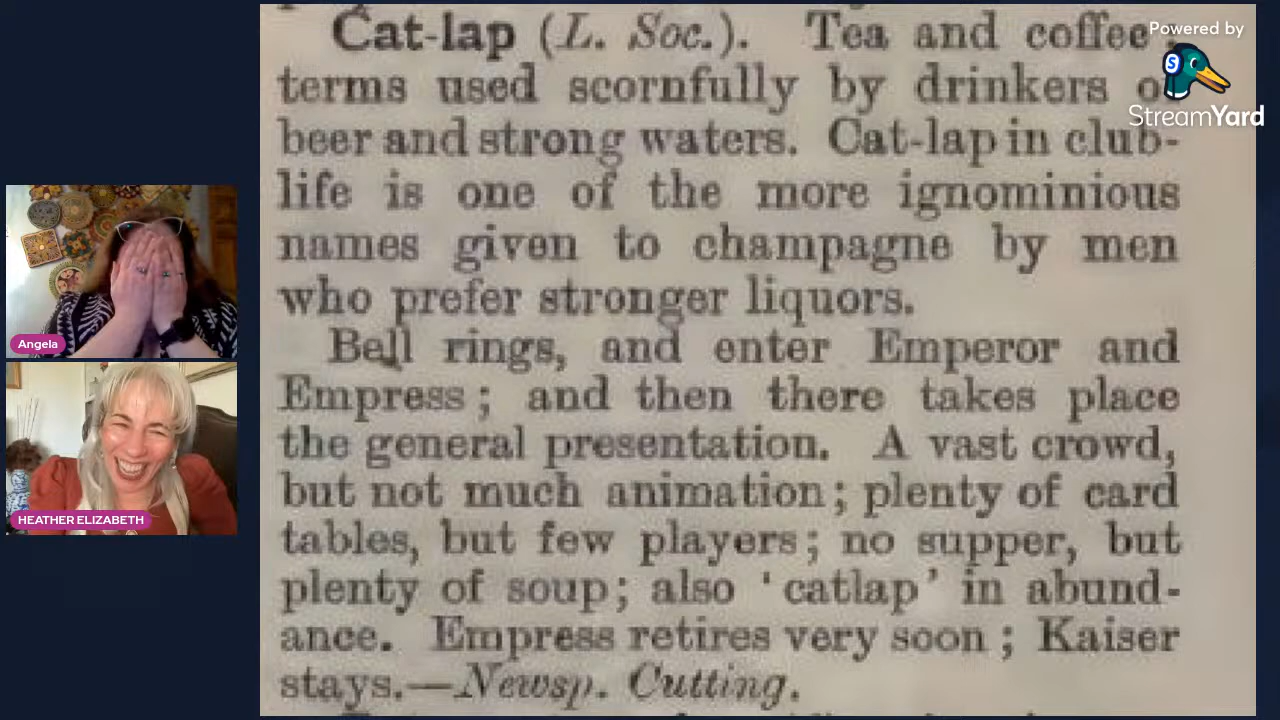 Cat-lap (L. Soc.). Tea and coffee;
terms used scornfully by drinkers of
beer and strong waters. Cat-lap in club-
life is one of the more ignominious
names given to champagne by men
who prefer stronger liquors.
Bell rings, and enter Emperor and
Empress; and then there takes place
the general presentation. A vast crowd,
but not much animation; plenty of card
tables, but few players; no supper, but
plenty of soup; also 'catlap' in abund-
ance. Empress retires very soon; Kaiser
stays.—Newsp. Cutting.
Powered by
StreamYard
Angela
HEATHER ELIZABETH